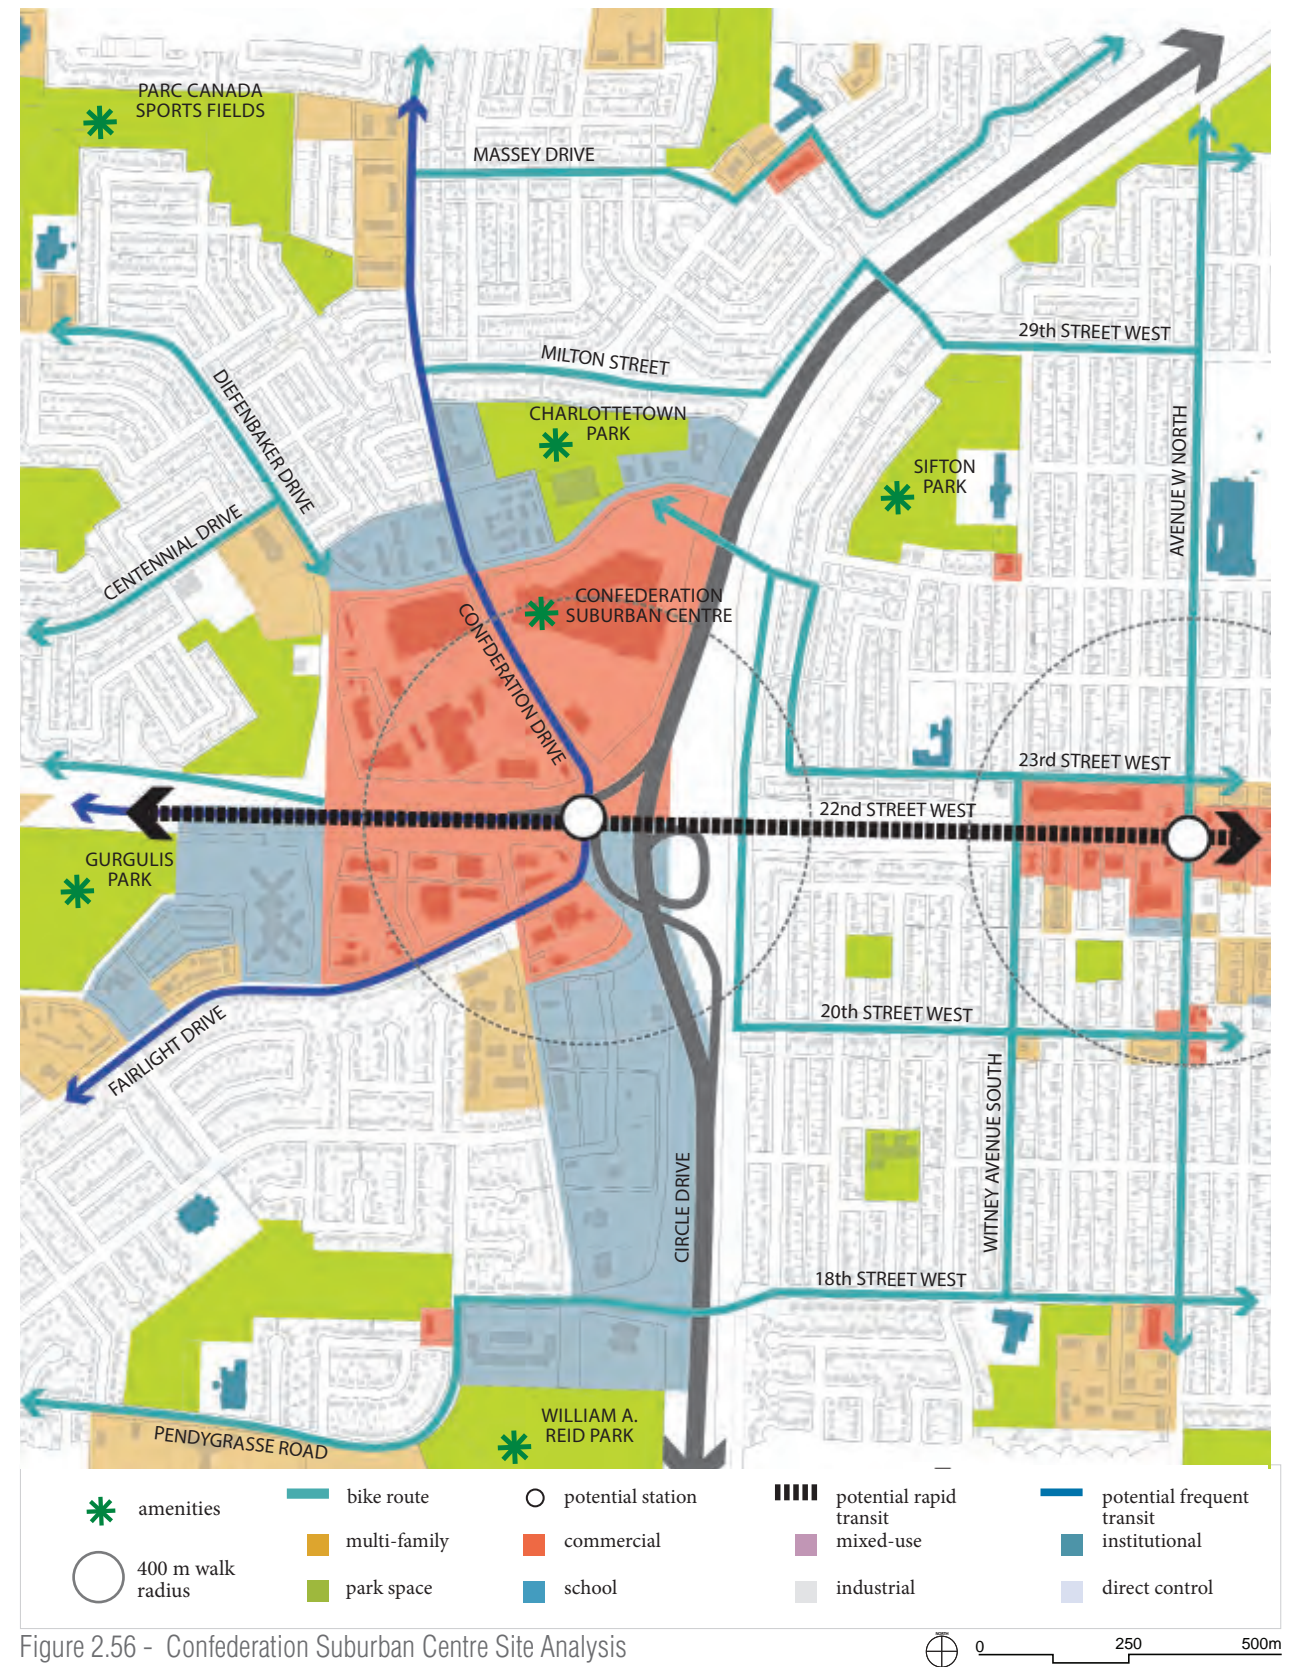 PARC CANADA
SPORTS FIELDS
MASSEY DRIVE
29th STREET WEST
MILTON STREET
DIEFENBAKER DRIVE
CHARLOTTETOWN
PARK
SIFTON
PARK
AVENUE W NORTH
CENTENNIAL DRIVE
CONFEDERATION
SUBURBAN CENTRE
CONFDERATION DRIVE
23rd STREET WEST
22nd STREET WEST
GURGULIS
PARK
20th STREET WEST
FAIRLIGHT DRIVE
WITNEY AVENUE SOUTH
CIRCLE DRIVE
18th STREET WEST
WILLIAM A.
REID PARK
PENDYGRASSE ROAD
amenities
bike route
potential station
potential rapid
transit
potential frequent
transit
multi-family
commercial
mixed-use
institutional
400 m walk
radius
park space
school
industrial
direct control
Figure 2.56 - Confederation Suburban Centre Site Analysis
NORTH
0 250 500m